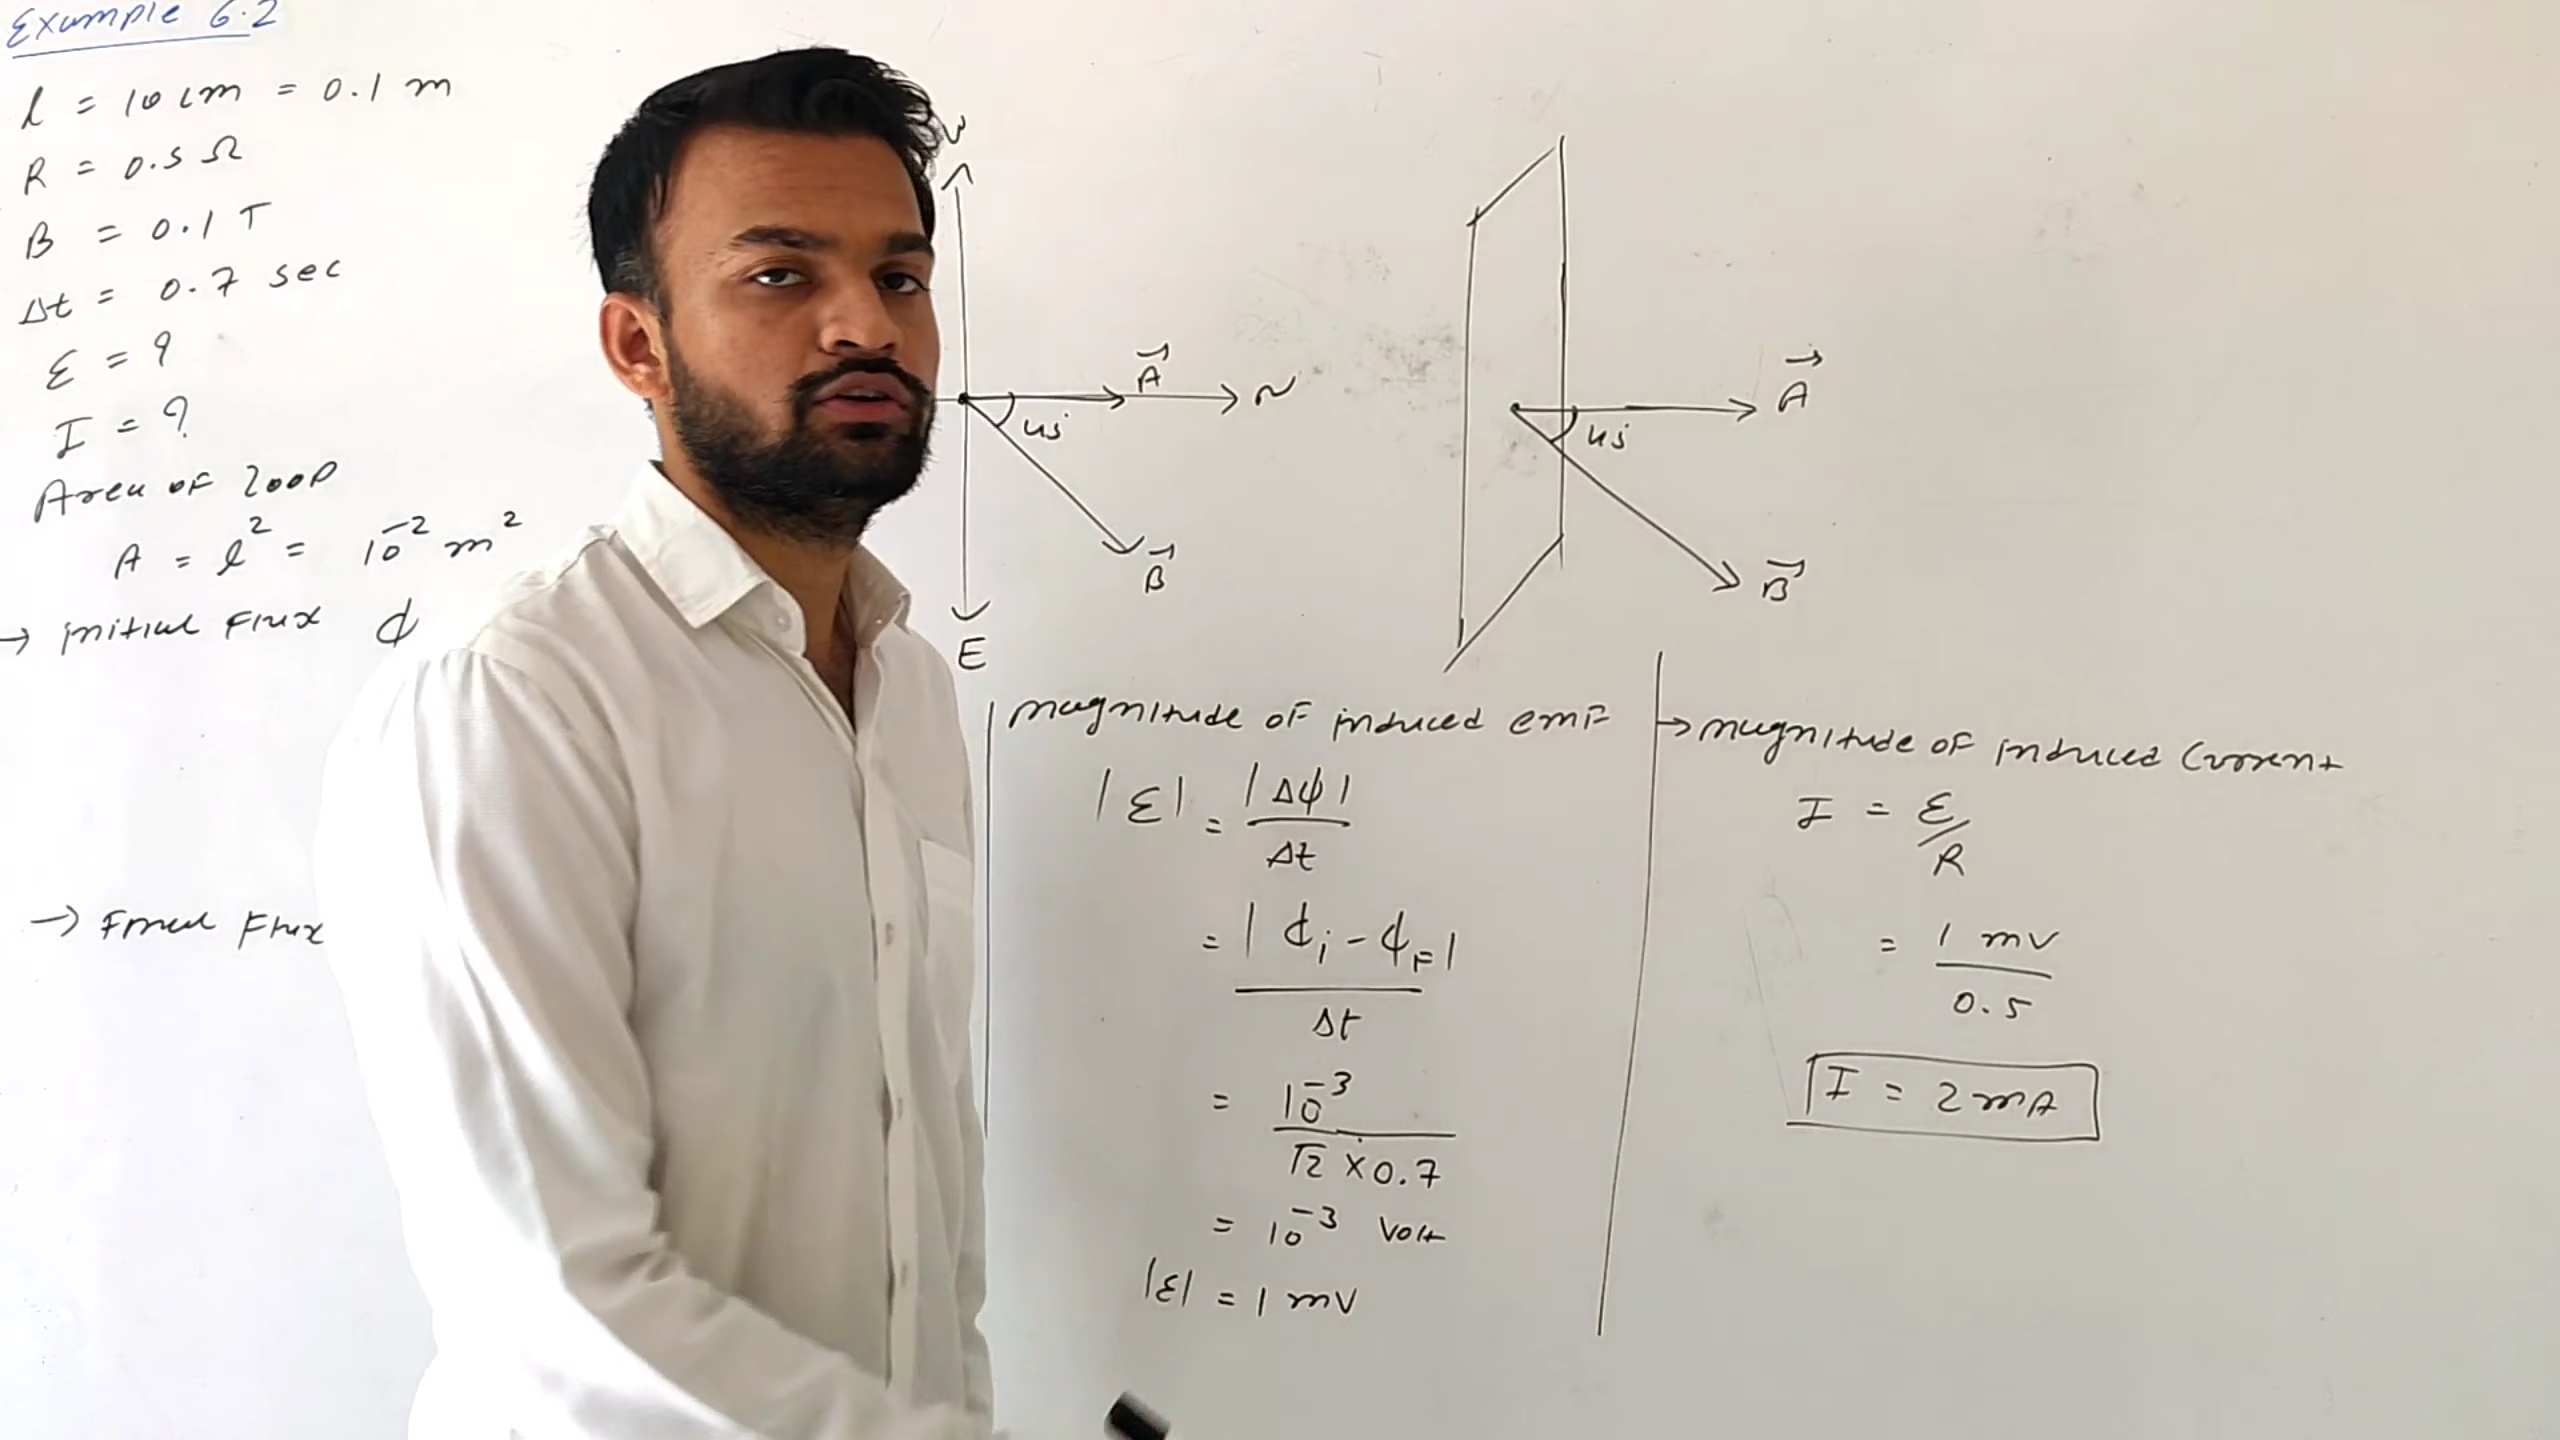 Example 6.2
l = 10 cm = 0.1 m
R = 0.5 Ω
B = 0.1 T
Δt = 0.7 sec
ε = ?
I = ?
Area of loop
A = l² = 10⁻² m²
→ initial flux ϕ
→ Final Flux
W
A⃗
N
45
B⃗
E
A⃗
45
B⃗
magnitude of induced emf
|ε| = |Δψ| / Δt
= |ϕi - ϕF| / Δt
= 10⁻³ / √2 × 0.7
= 10⁻³ Volt
|ε| = 1 mV
→ magnitude of induced Current
I = ε/R
= 1 mV / 0.5
I = 2 mA